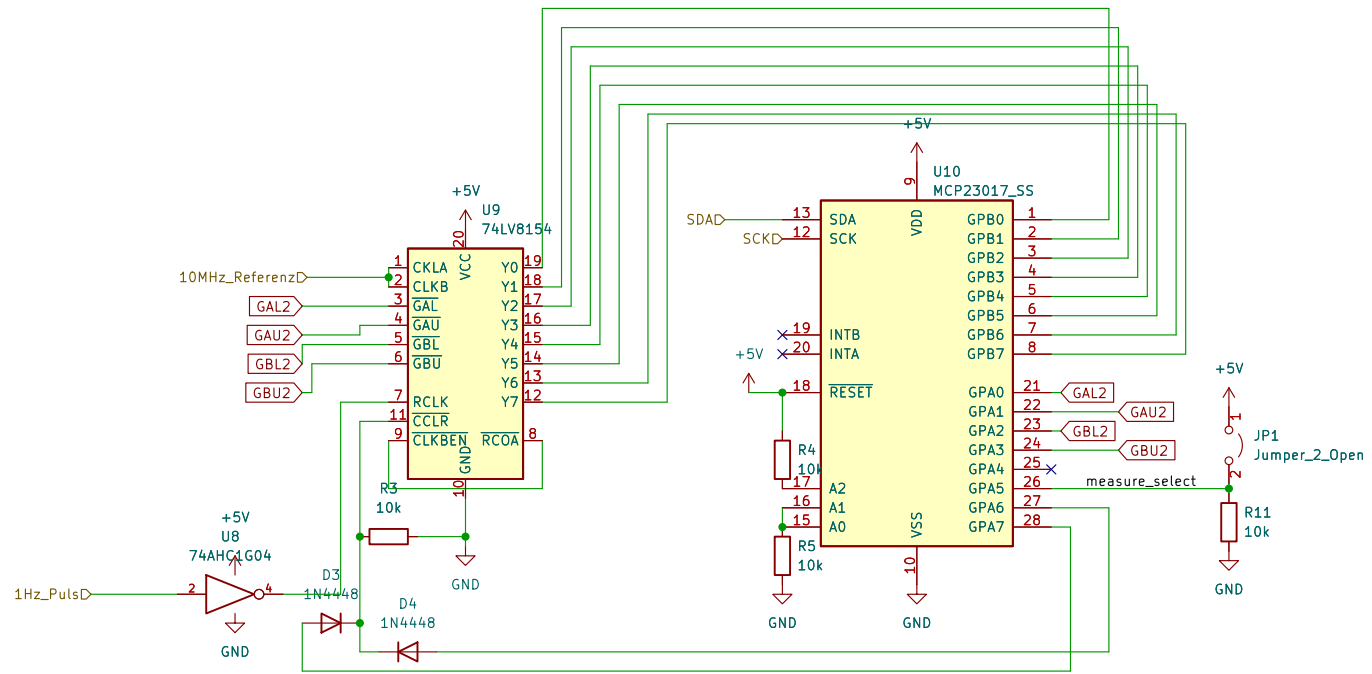 +5V
U10
MCP23017_SS
9
VDD
SDA
13
SDA
SCK
12
SCK
19
INTB
20
INTA
+5V
18
RESET
R4
10k
17
A2
16
A1
15
A0
R5
10k
GND
VSS
10
GND
GPB0
1
GPB1
2
GPB2
3
GPB3
4
GPB4
5
GPB5
6
GPB6
7
GPB7
8
GPA0
21
GAL2
GPA1
22
GAU2
GPA2
23
GBL2
GPA3
24
GBU2
GPA4
25
GPA5
26
measure_select
GPA6
27
GPA7
28
+5V
1
JP1
Jumper_2_Open
2
R11
10k
GND
+5V
U9
74LV8154
20
VCC
10MHz_Referenz
1
CKLA
2
CLKB
GAL2
3
GAL
GAU2
4
GAU
GBL2
5
GBL
GBU2
6
GBU
7
RCLK
11
CCLR
9
CLKBEN
Y0
19
Y1
18
Y2
17
Y3
16
Y4
15
Y5
14
Y6
13
Y7
12
RCOA
8
GND
10
R3
10k
GND
+5V
U8
74AHC1G04
1Hz_Puls
2
4
GND
D3
1N4448
D4
1N4448